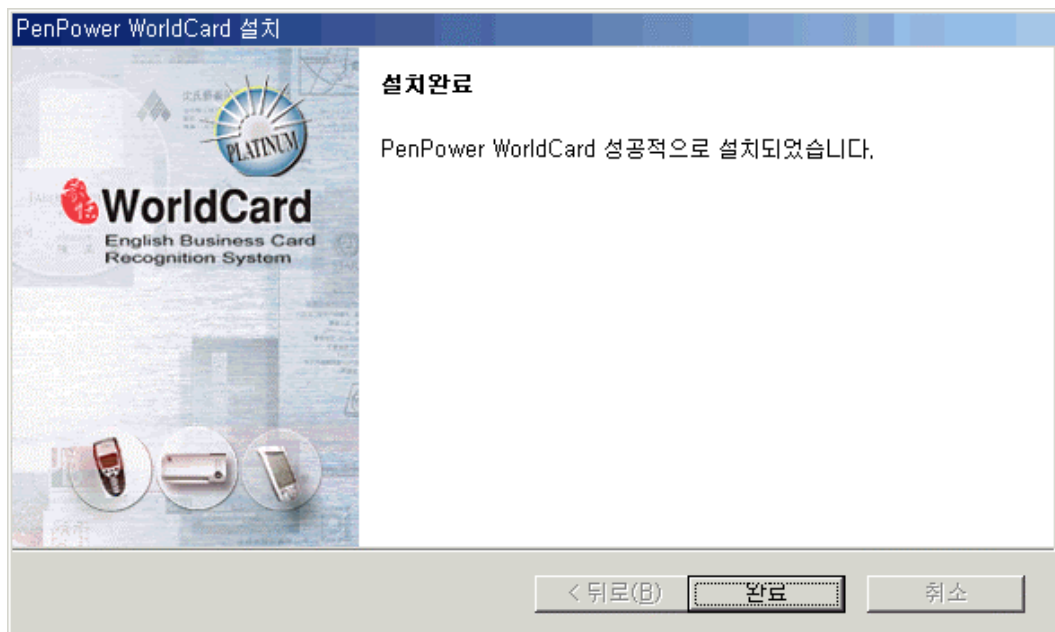 PenPower WorldCard 설치
설치완료
PenPower WorldCard 성공적으로 설치되었습니다.
PLATINUM
WorldCard
English Business Card
Recognition System
< 뒤로(B)
완료
취소